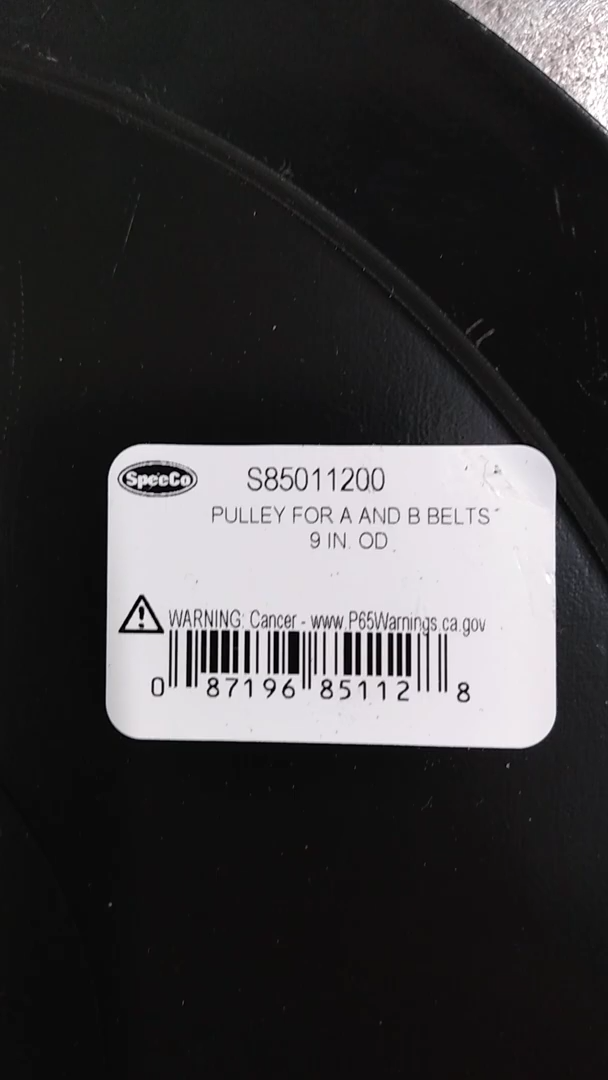 SpeeCo
S85011200
PULLEY FOR A AND B BELTS
9 IN. OD
WARNING: Cancer - www.P65Warnings.ca.gov
0 87196 85112 8